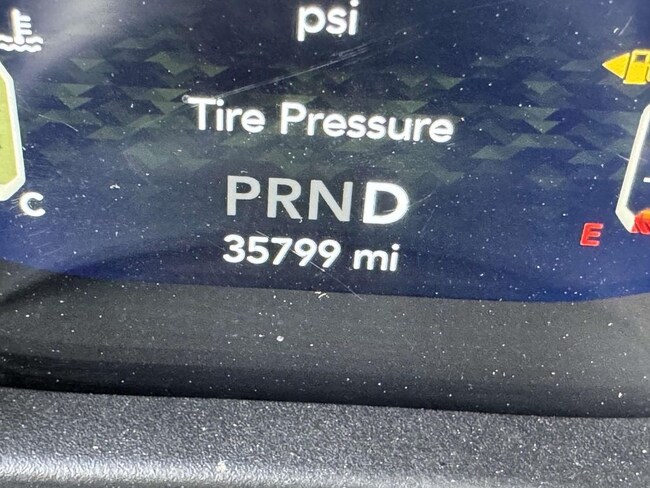 psi
Tire Pressure
PRND
35799 mi
C
E